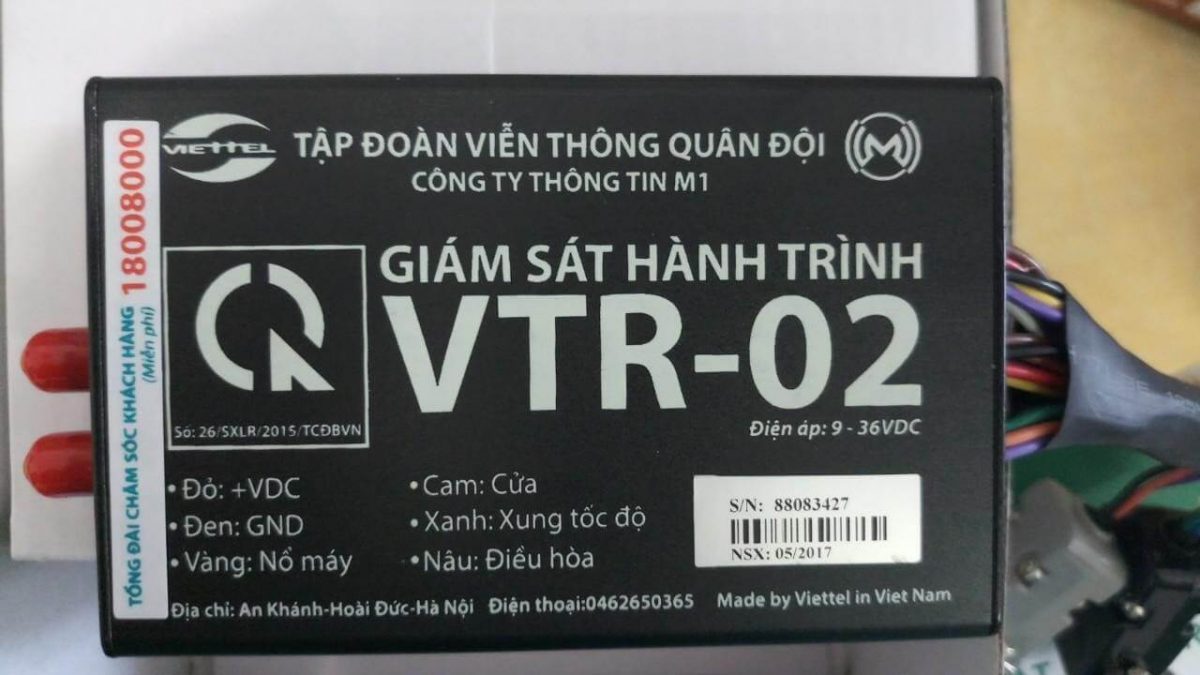 VIETTEL
TẬP ĐOÀN VIỄN THÔNG QUÂN ĐỘI
CÔNG TY THÔNG TIN M1
M
GIÁM SÁT HÀNH TRÌNH
VTR-02
Điện áp: 9 - 36VDC
Số: 26/SXLR/2015/TCĐBVN
TỔNG ĐÀI CHĂM SÓC KHÁCH HÀNG 18008000
(Miễn phí)
• Đỏ: +VDC
• Đen: GND
• Vàng: Nổ máy
• Cam: Cửa
• Xanh: Xung tốc độ
• Nâu: Điều hòa
S/N: 88083427
NSX: 05/2017
Địa chỉ: An Khánh-Hoài Đức-Hà Nội Điện thoại:0462650365 Made by Viettel in Viet Nam